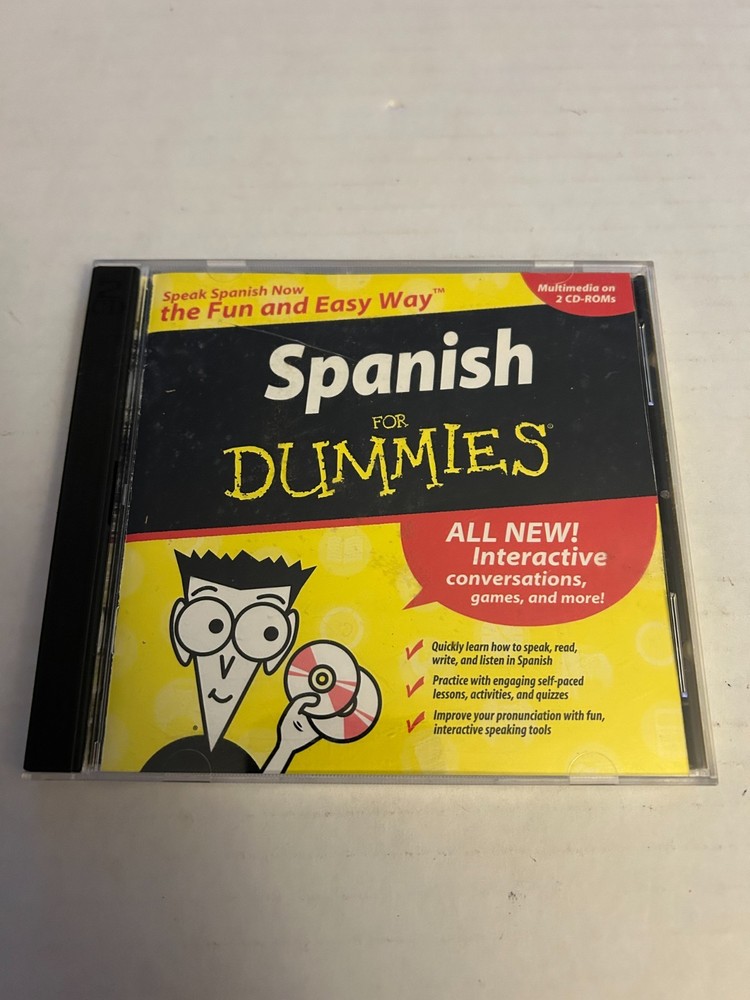 Speak Spanish Now
the Fun and Easy Way™
Multimedia on
2 CD-ROMs
Spanish
FOR
DUMMIES®
ALL NEW!
Interactive
conversations,
games, and more!
Quickly learn how to speak, read,
write, and listen in Spanish
Practice with engaging self-paced
lessons, activities, and quizzes
Improve your pronunciation with fun,
interactive speaking tools